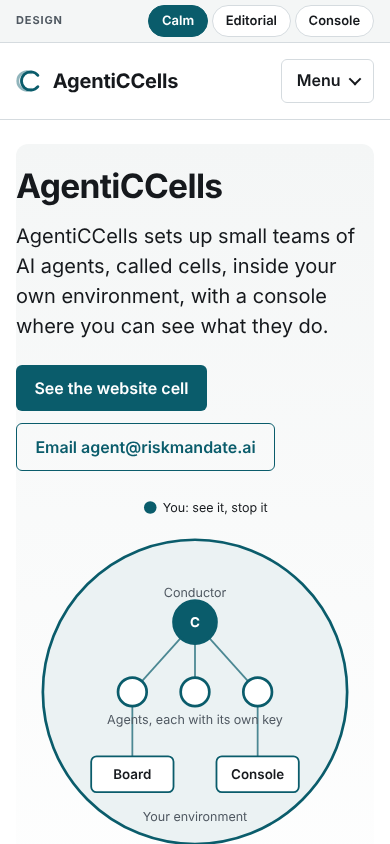 DESIGN
Calm
Editorial
Console
AgentiCCells
Menu
AgentiCCells
AgentiCCells sets up small teams of
AI agents, called cells, inside your
own environment, with a console
where you can see what they do.
See the website cell
Email agent@riskmandate.ai
You: see it, stop it
Conductor
C
Agents, each with its own key
Board
Console
Your environment